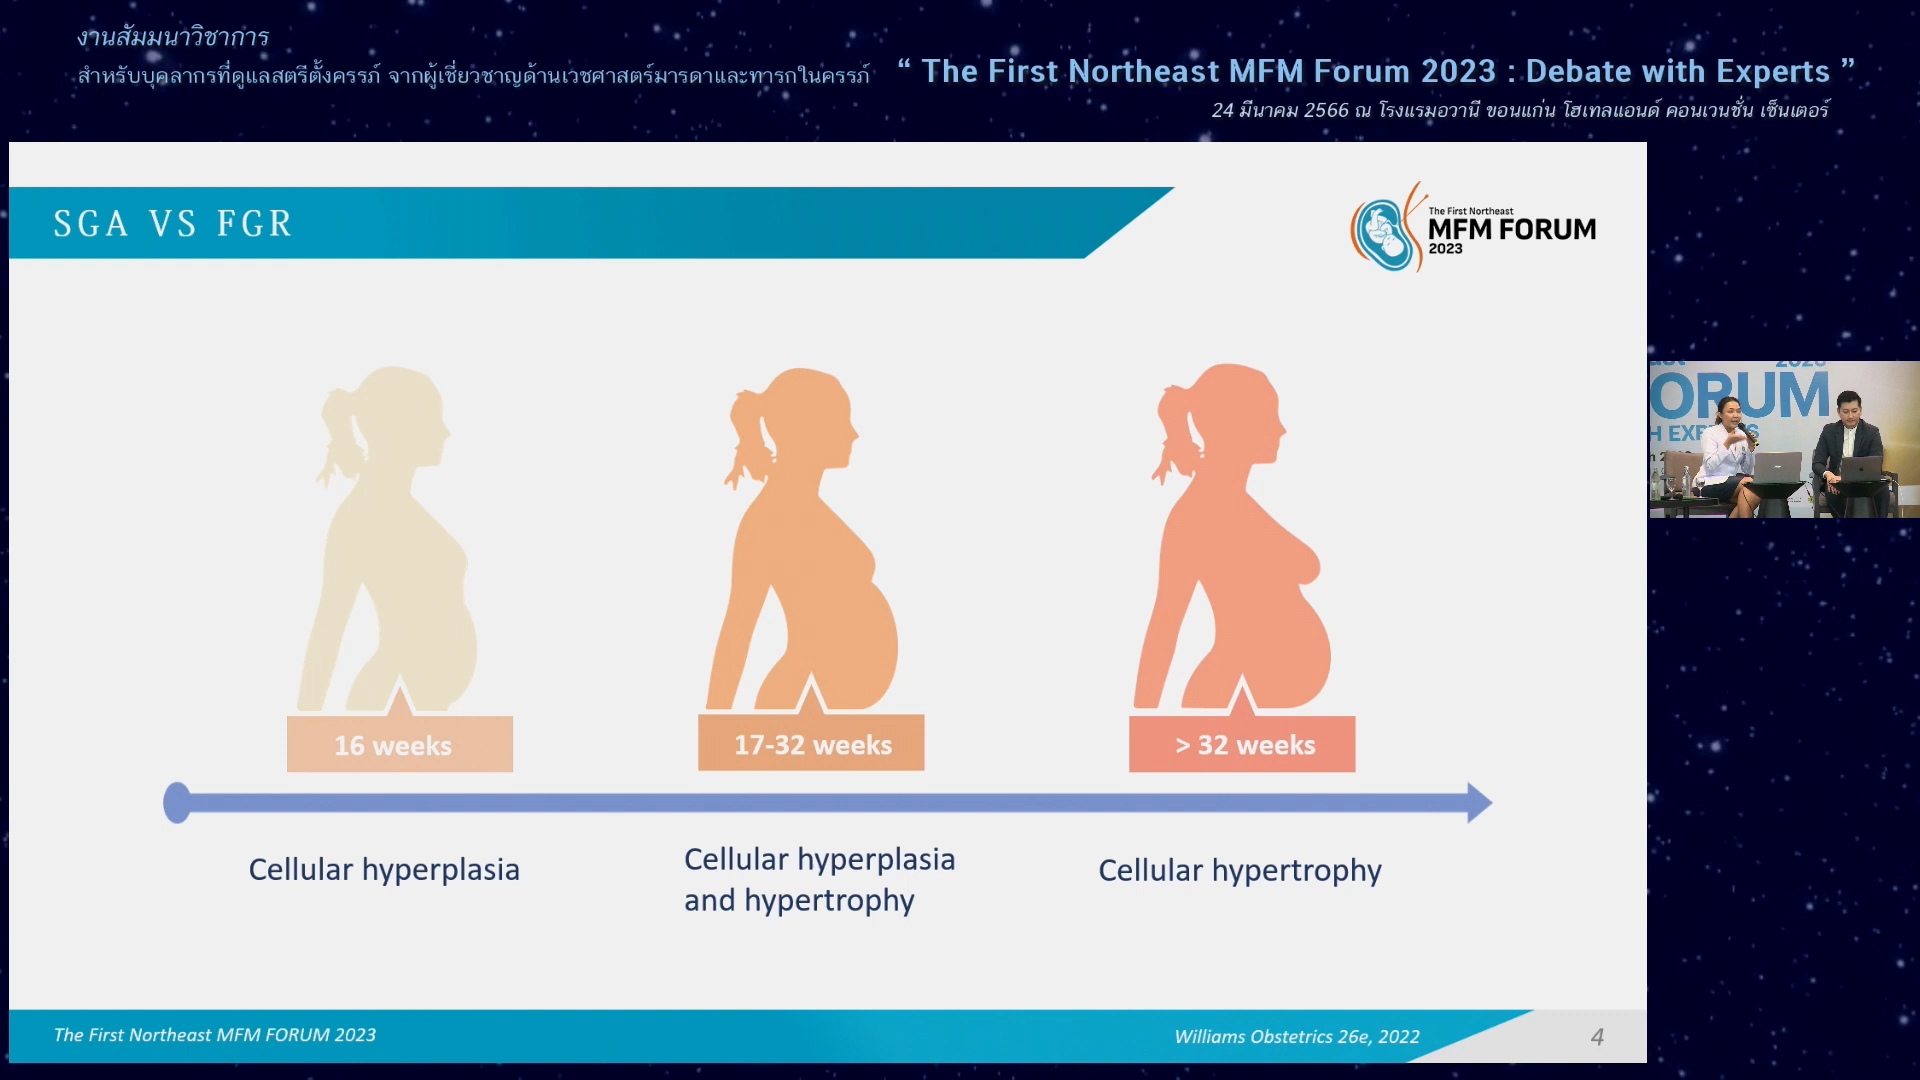 งานสัมมนาวิชาการ
สำหรับบุคลากรที่ดูแลสตรีตั้งครรภ์ จากผู้เชี่ยวชาญด้านเวชศาสตร์มารดาและทารกในครรภ์
“ The First Northeast MFM Forum 2023 : Debate with Experts ”
24 มีนาคม 2566 ณ โรงแรมอวานี ขอนแก่น โฮเทลแอนด์ คอนเวนชั่น เซ็นเตอร์
SGA VS FGR
The First Northeast
MFM FORUM
2023
16 weeks
17-32 weeks
> 32 weeks
Cellular hyperplasia
Cellular hyperplasia
and hypertrophy
Cellular hypertrophy
ORUM
The First Northeast MFM FORUM 2023
Williams Obstetrics 26e, 2022
4